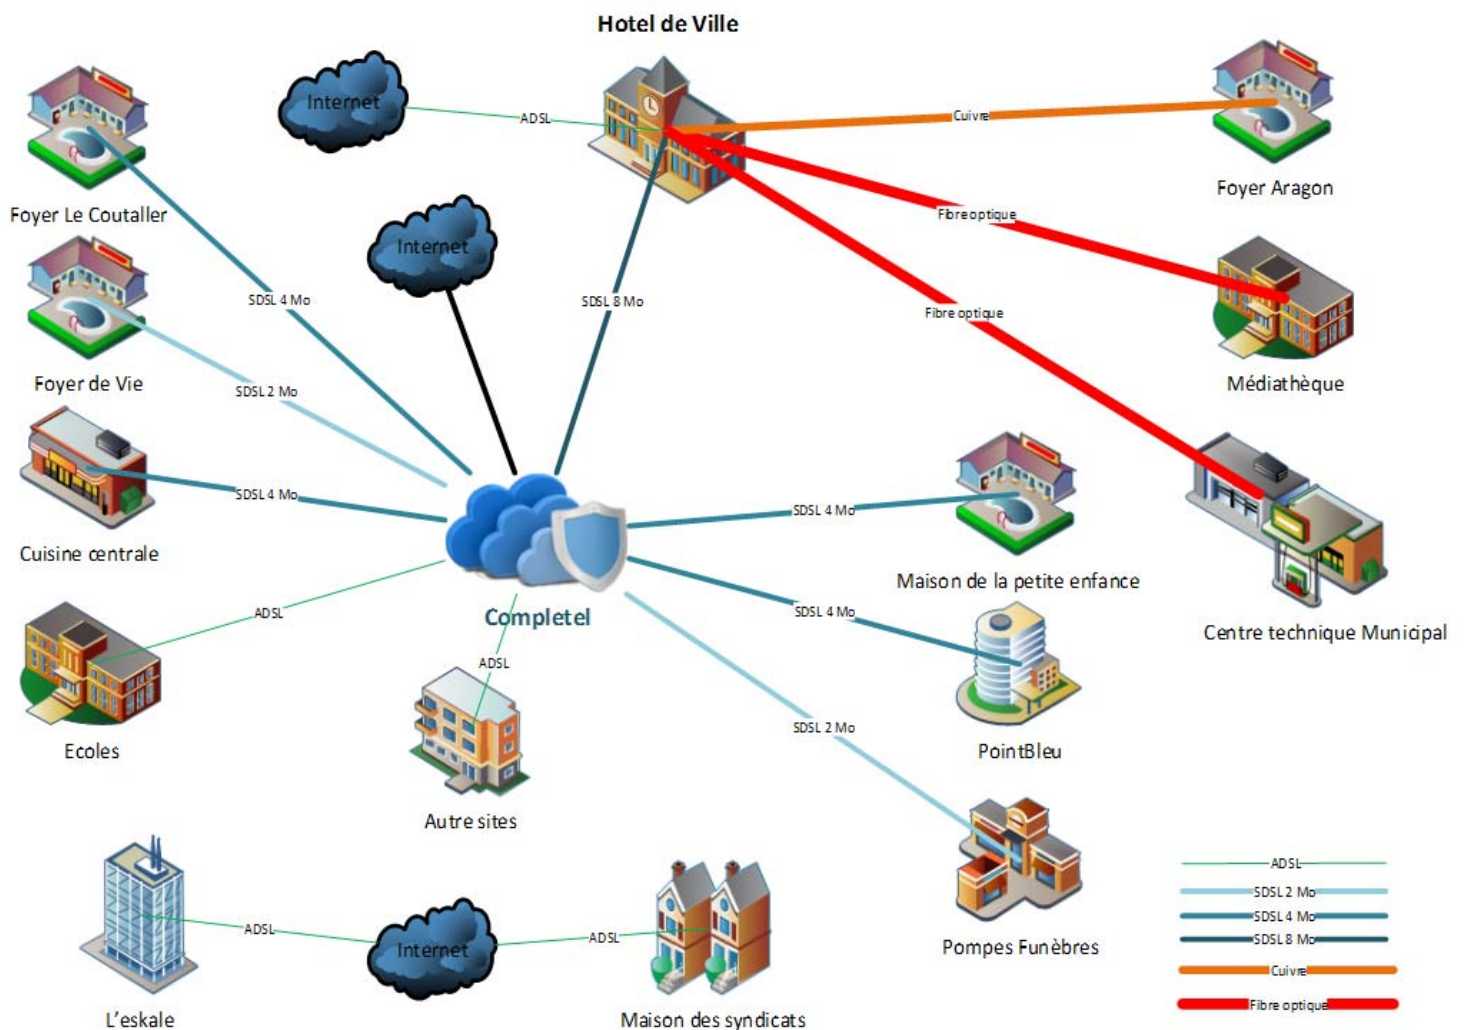 Hotel de Ville
Internet
ADSL
Cuivre
Foyer Aragon
Foyer Le Coutaller
Internet
Fibre optique
SDSL 4 Mo
SDSL 8 Mo
Fibre optique
Foyer de Vie
SDSL 2 Mo
Médiathèque
SDSL 4 Mo
SDSL 4 Mo
Cuisine centrale
Maison de la petite enfance
ADSL
Completel
SDSL 4 Mo
Centre technique Municipal
ADSL
SDSL 2 Mo
Ecoles
PointBleu
Autre sites
ADSL
SDSL 2 Mo
SDSL 4 Mo
SDSL 8 Mo
Cuivre
Fibre optique
ADSL
Internet
ADSL
Pompes Funèbres
L'eskale
Maison des syndicats